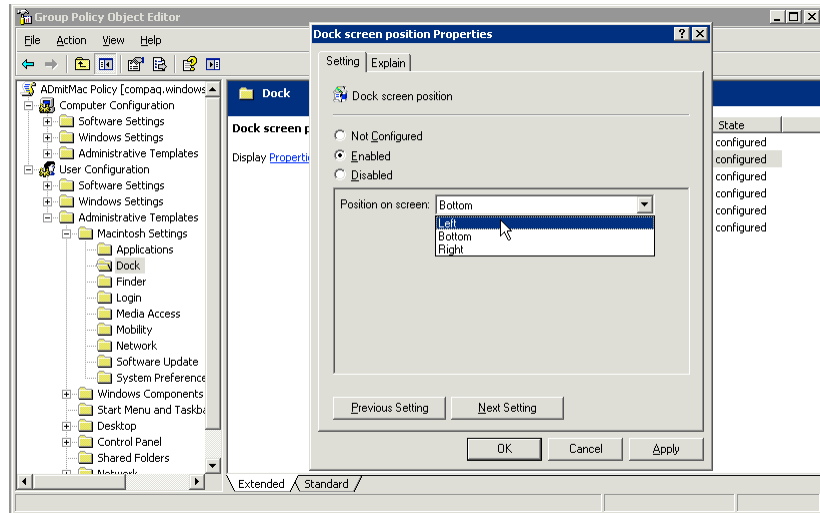 Group Policy Object Editor
File Action View Help
ADmitMac Policy [compaq.windows
Computer Configuration
Software Settings
Windows Settings
Administrative Templates
User Configuration
Software Settings
Windows Settings
Administrative Templates
Macintosh Settings
Applications
Dock
Finder
Login
Media Access
Mobility
Network
Software Update
System Preference
Windows Components
Start Menu and Taskba
Desktop
Control Panel
Shared Folders
Network
Dock
Dock screen p
Display Properti
State
configured
configured
configured
configured
configured
configured
Extended Standard
Dock screen position Properties
Setting Explain
Dock screen position
Not Configured
Enabled
Disabled
Position on screen: Bottom
Left
Bottom
Right
Previous Setting Next Setting
OK Cancel Apply